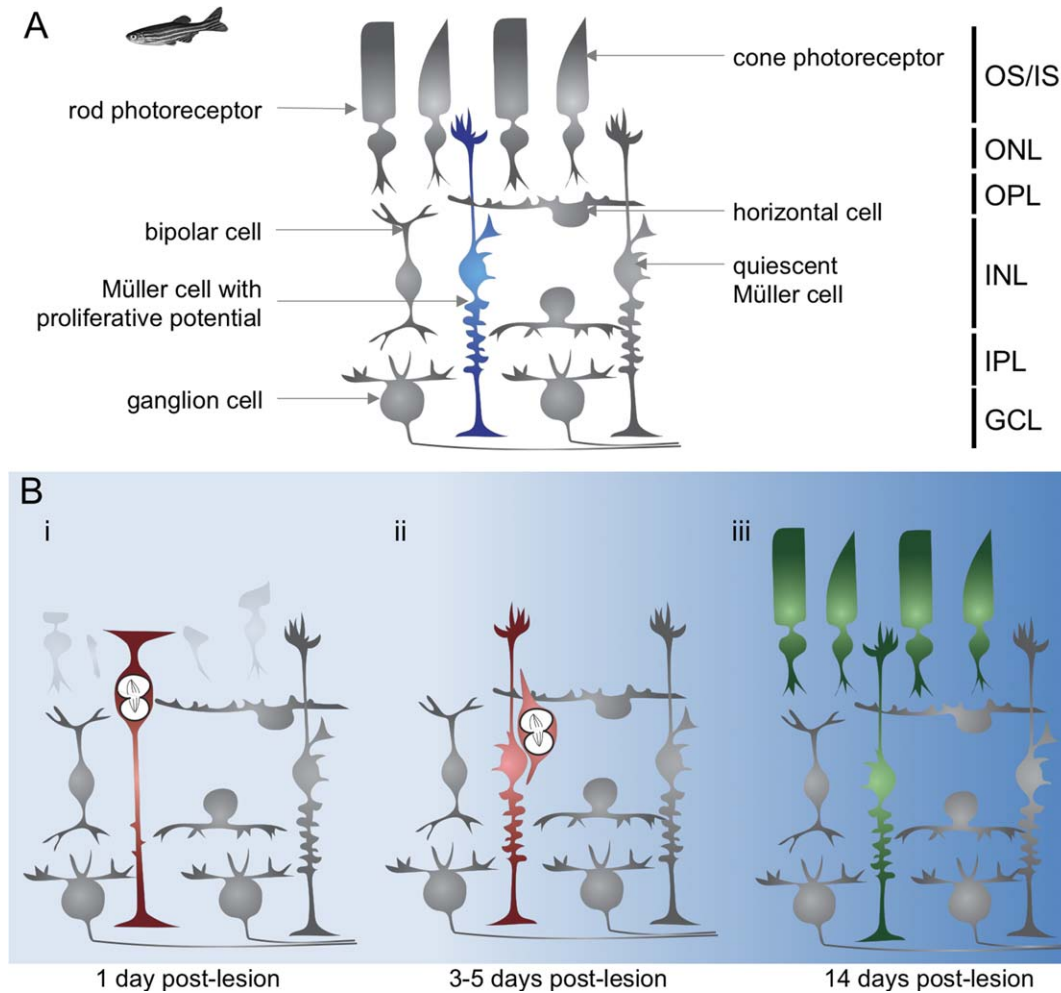 A
cone photoreceptor
OS/IS
rod photoreceptor
ONL
OPL
bipolar cell
horizontal cell
INL
Müller cell with
proliferative potential
quiescent
Müller cell
IPL
ganglion cell
GCL
B
i
ii
iii
1 day post-lesion
3-5 days post-lesion
14 days post-lesion